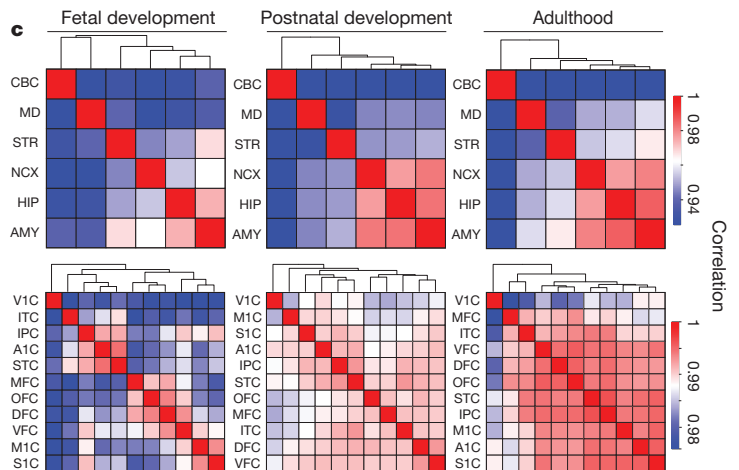 c
Fetal development
Postnatal development
Adulthood
CBC
MD
STR
NCX
HIP
AMY
CBC
MD
STR
NCX
HIP
AMY
CBC
MD
STR
NCX
HIP
AMY
1
0.98
0.94
Correlation
V1C
ITC
IPC
A1C
STC
MFC
OFC
DFC
VFC
M1C
S1C
V1C
M1C
S1C
A1C
IPC
STC
OFC
MFC
ITC
DFC
VFC
V1C
MFC
ITC
VFC
DFC
OFC
STC
IPC
M1C
A1C
S1C
1
0.99
0.98